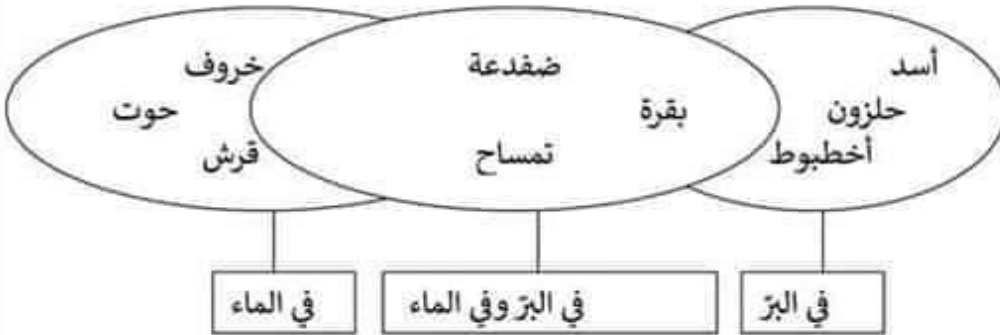 أسد
حلزون
أخطبوط
ضفدعة
بقرة
تمساح
خروف
حوت
قرش
في البرّ
في البرّ وفي الماء
في الماء